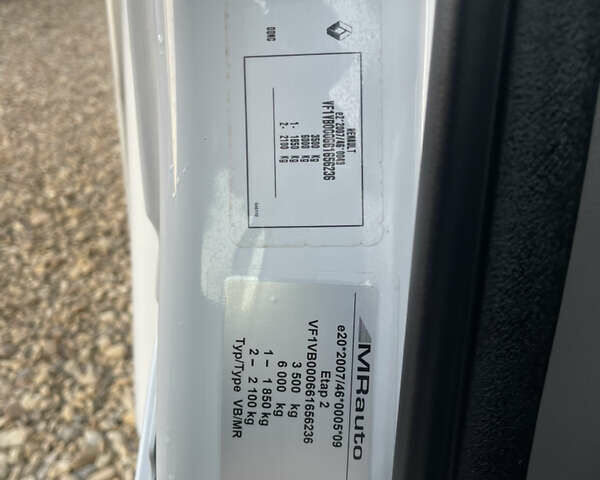 RENAULT
e2*2007/46*0003
VF1VB000661656236
3500 Kg
6000 Kg
1- 1850 Kg
2- 2100 Kg
MRauto
e20*2007/46*0005*09
Etap 2
VF1VB000661656236
3 500 kg
6 000 kg
1 – 1 850 kg
2 – 2 100 kg
Typ/Type VB/MR